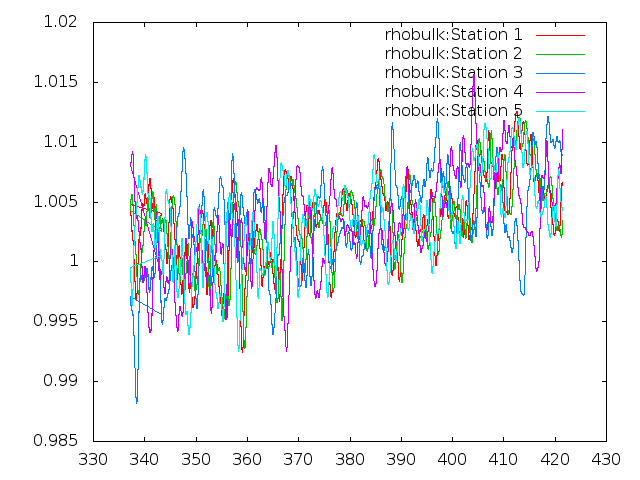 1.02
1.015
1.01
1.005
1
0.995
0.99
0.985
330 340 350 360 370 380 390 400 410 420 430
rhobulk:Station 1
rhobulk:Station 2
rhobulk:Station 3
rhobulk:Station 4
rhobulk:Station 5